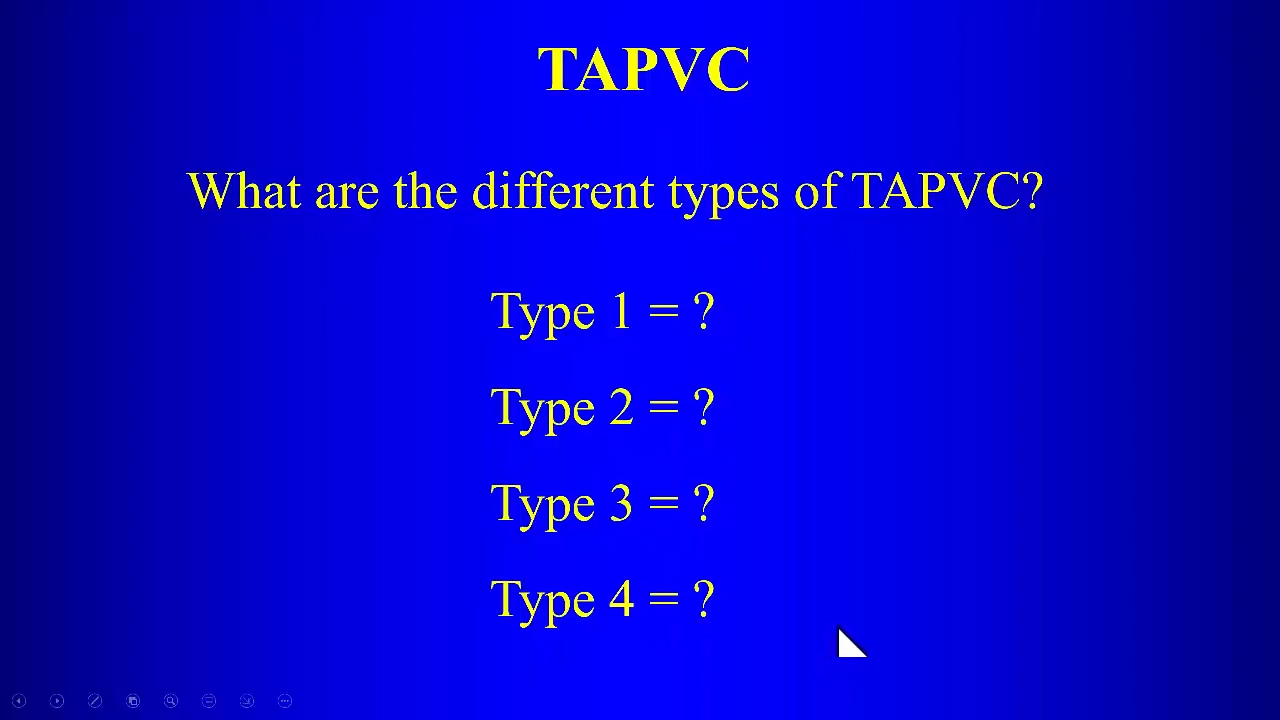 TAPVC
What are the different types of TAPVC?
Type 1 = ?
Type 2 = ?
Type 3 = ?
Type 4 = ?